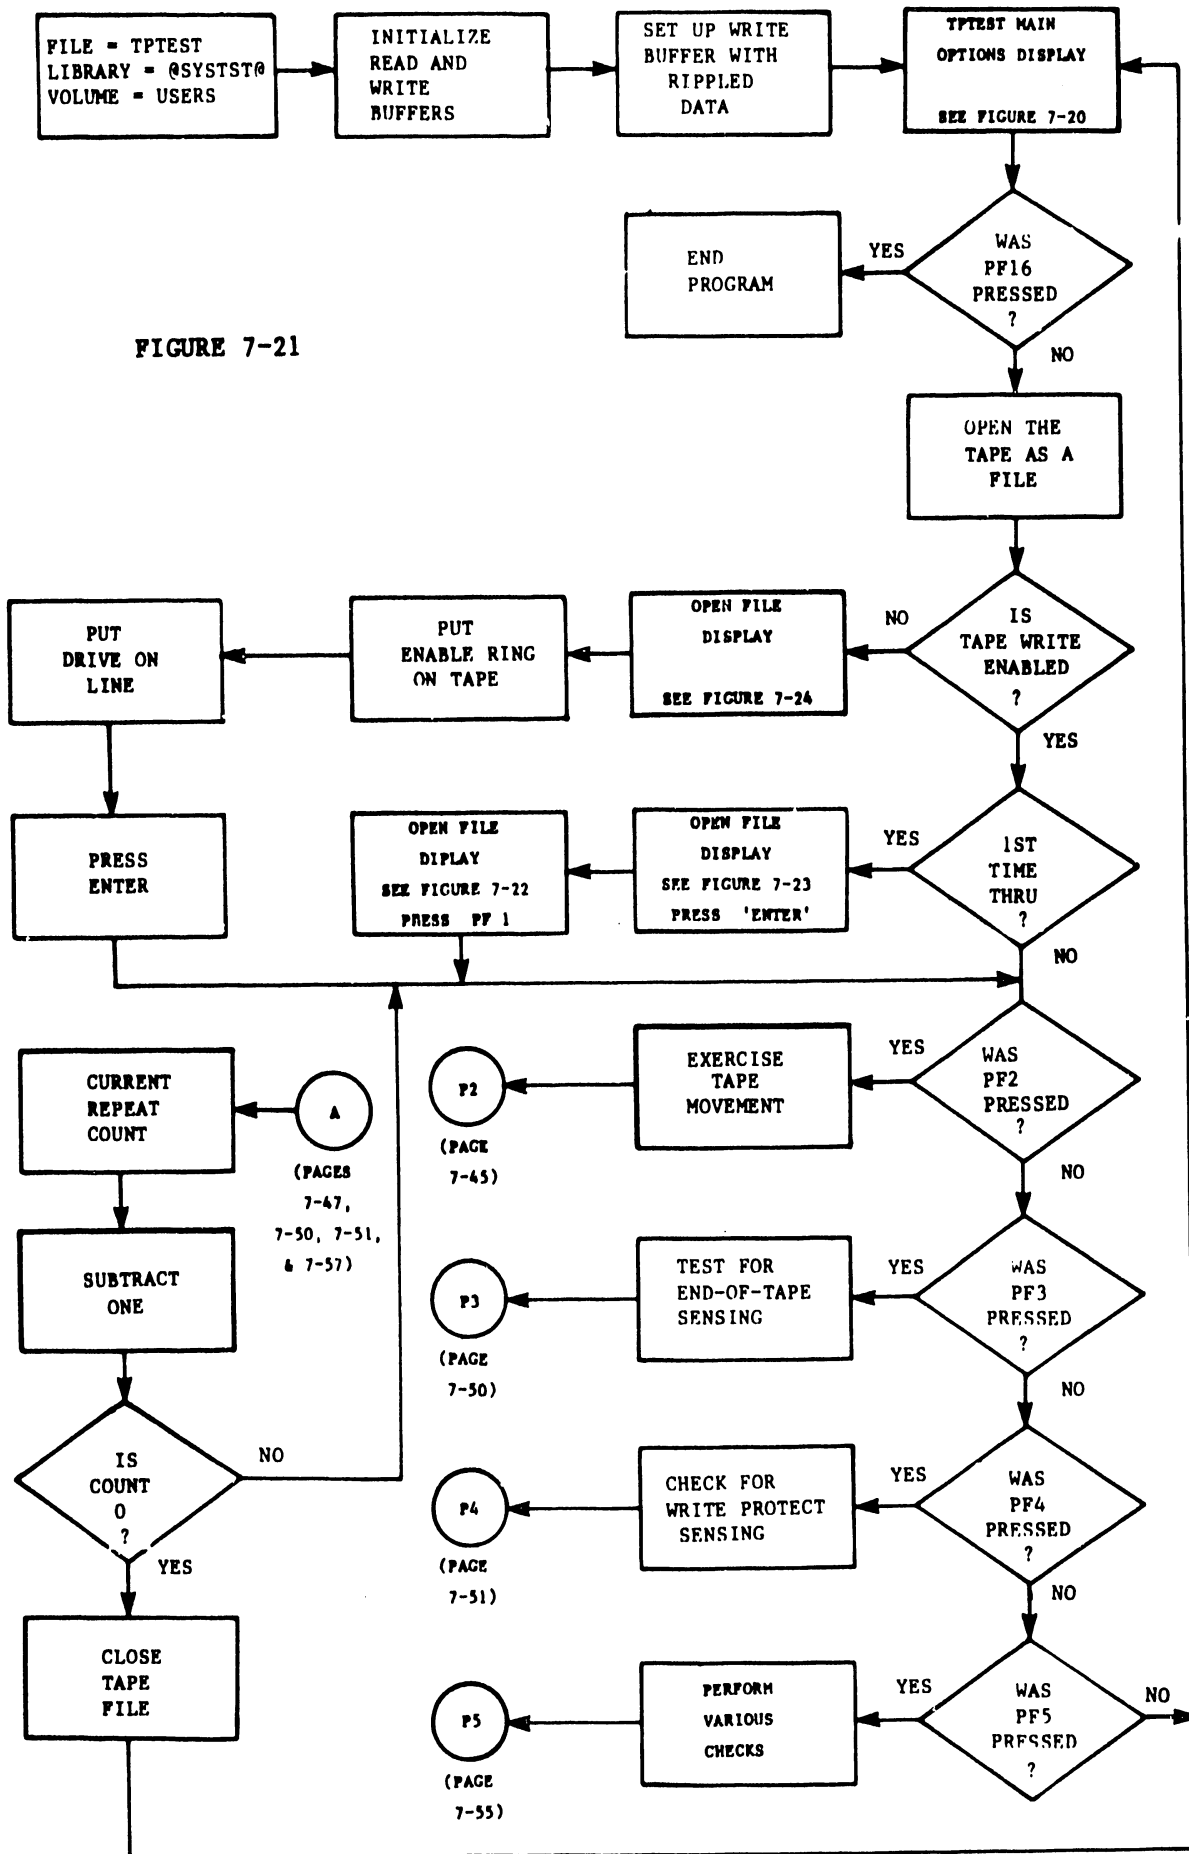 FILE = TPTEST
LIBRARY = @SYSTST@
VOLUME = USERS
INITIALIZE
READ AND
WRITE
BUFFERS
SET UP WRITE
BUFFER WITH
RIPPLED
DATA
TPTEST MAIN
OPTIONS DISPLAY
SEE FIGURE 7-20
END
PROGRAM
YES
WAS
PF16
PRESSED
?
NO
FIGURE 7-21
OPEN THE
TAPE AS A
FILE
PUT
DRIVE ON
LINE
PUT
ENABLE RING
ON TAPE
OPEN FILE
DISPLAY
SEE FIGURE 7-24
NO
IS
TAPE WRITE
ENABLED
?
YES
PRESS
ENTER
OPEN FILE
DIPLAY
SEE FIGURE 7-22
PRESS PF 1
OPEN FILE
DISPLAY
SEE FIGURE 7-23
PRESS 'ENTER'
YES
1ST
TIME
THRU
?
NO
CURRENT
REPEAT
COUNT
A
(PAGES
7-47,
7-50, 7-51,
& 7-57)
P2
(PAGE
7-45)
EXERCISE
TAPE
MOVEMENT
YES
WAS
PF2
PRESSED
?
NO
SUBTRACT
ONE
P3
(PAGE
7-50)
TEST FOR
END-OF-TAPE
SENSING
YES
WAS
PF3
PRESSED
?
NO
IS
COUNT
0
?
NO
YES
P4
(PAGE
7-51)
CHECK FOR
WRITE PROTECT
SENSING
YES
WAS
PF4
PRESSED
?
NO
CLOSE
TAPE
FILE
P5
(PAGE
7-55)
PERFORM
VARIOUS
CHECKS
YES
WAS
PF5
PRESSED
?
NO